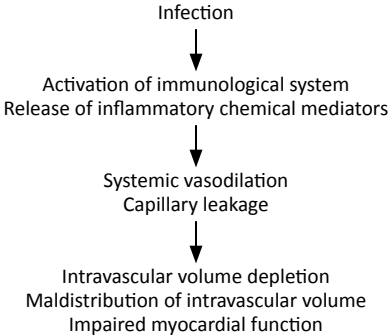 Infection
Activation of immunological system
Release of inflammatory chemical mediators
Systemic vasodilation
Capillary leakage
Intravascular volume depletion
Maldistribution of intravascular volume
Impaired myocardial function